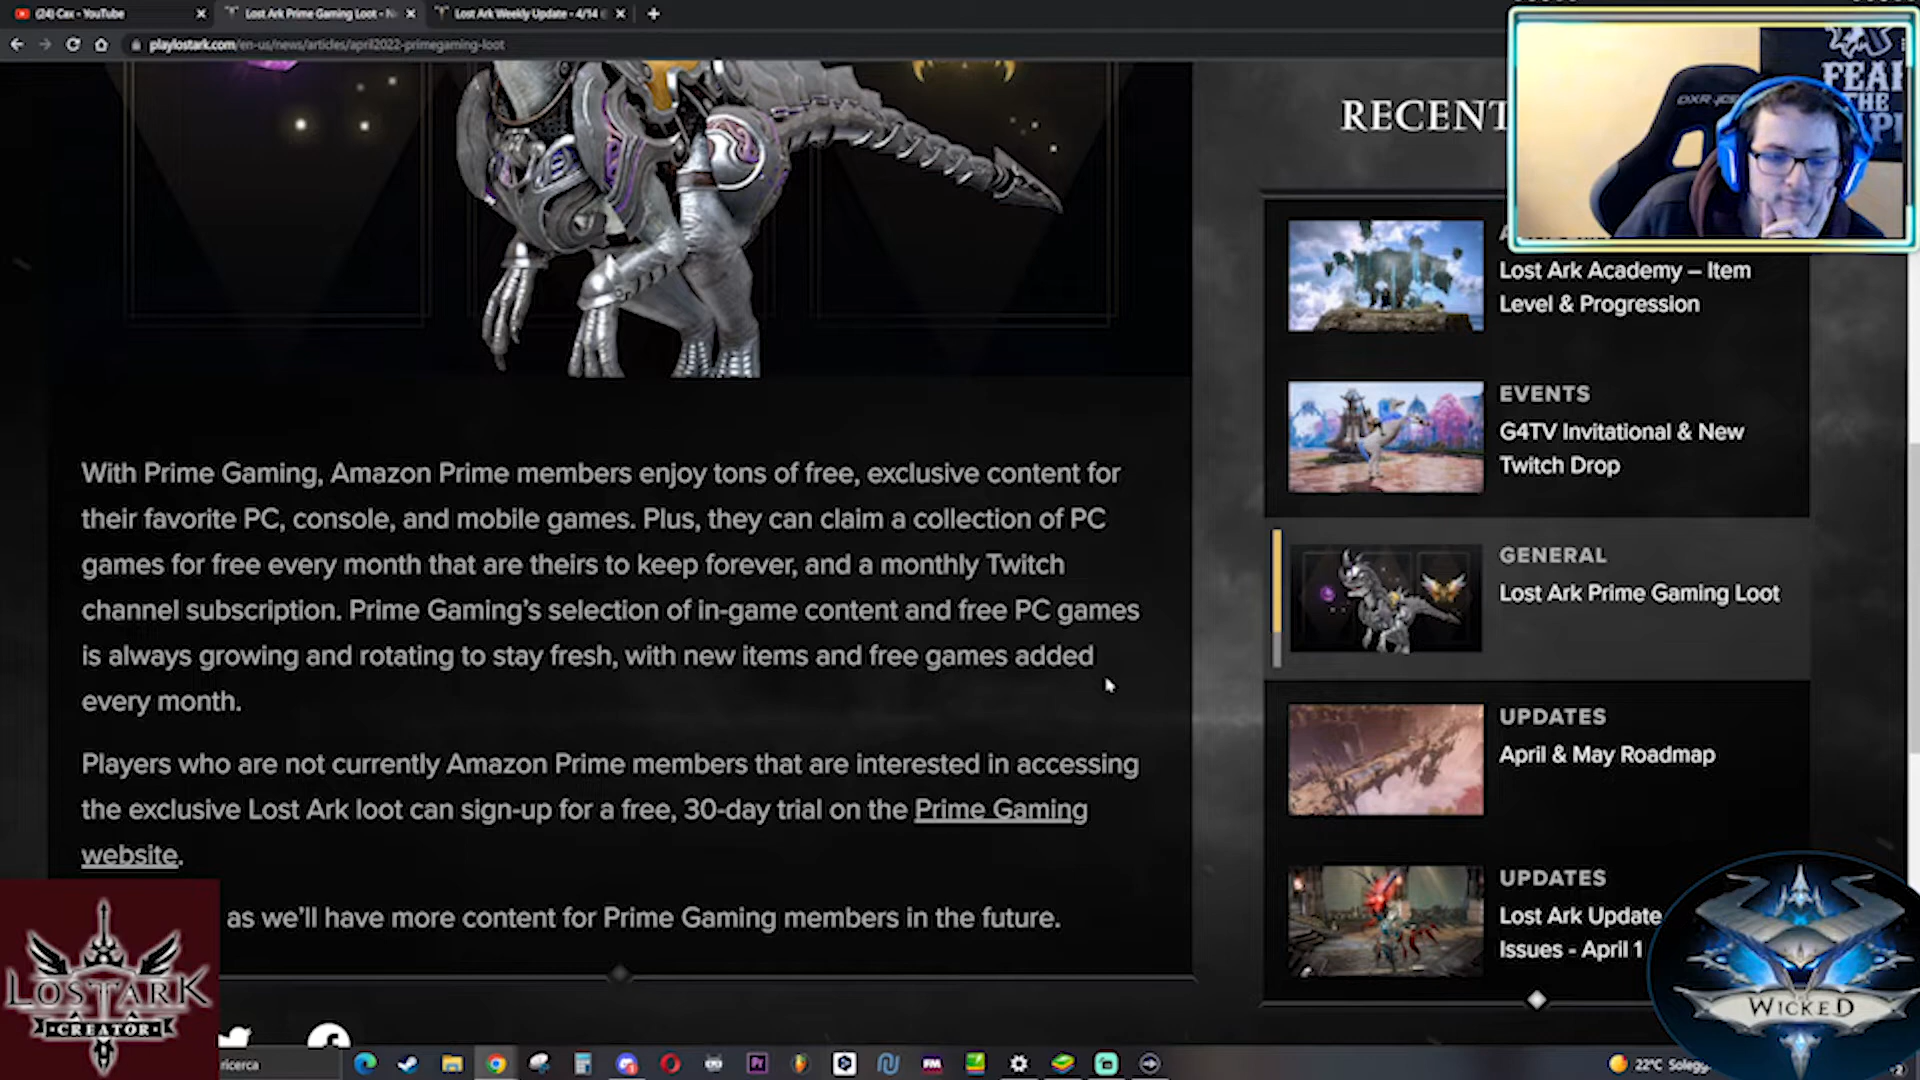 (24) Cax - YouTube
Lost Ark Prime Gaming Loot - N
Lost Ark Weekly Update - 4/14
playlostark.com/en-us/news/articles/april2022-primegaming-loot
FEAR
THE
RECENT
Lost Ark Academy – Item
Level & Progression
EVENTS
G4TV Invitational & New
Twitch Drop
GENERAL
Lost Ark Prime Gaming Loot
UPDATES
April & May Roadmap
UPDATES
Lost Ark Update
Issues - April 1
With Prime Gaming, Amazon Prime members enjoy tons of free, exclusive content for
their favorite PC, console, and mobile games. Plus, they can claim a collection of PC
games for free every month that are theirs to keep forever, and a monthly Twitch
channel subscription. Prime Gaming’s selection of in-game content and free PC games
is always growing and rotating to stay fresh, with new items and free games added
every month.
Players who are not currently Amazon Prime members that are interested in accessing
the exclusive Lost Ark loot can sign-up for a free, 30-day trial on the Prime Gaming
website.
as we’ll have more content for Prime Gaming members in the future.
LOSTARK
CREATOR
WICKED
ricerca
Pr
FM
22°C Soleg